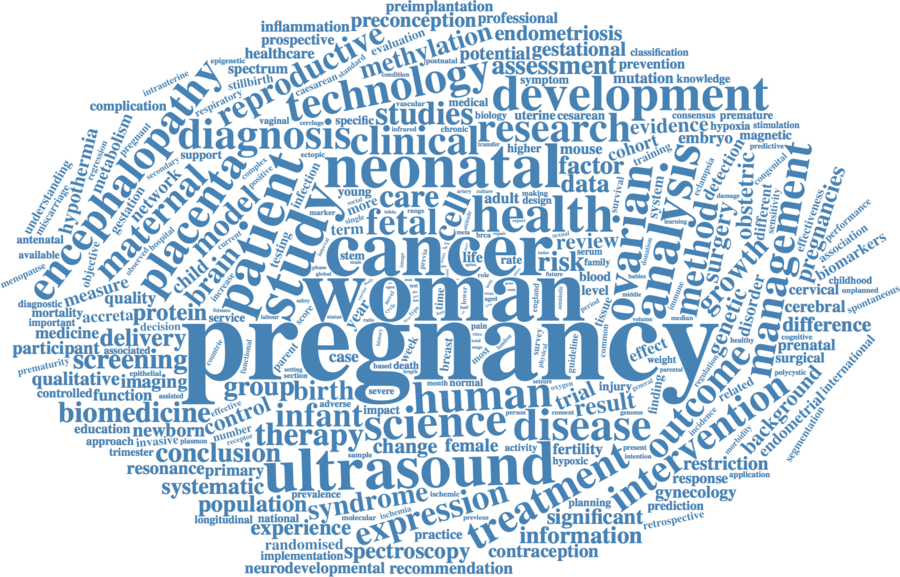 preimplantation
preconception professional
inflammation
endometriosis
prospective
reproductive
evaluation
methylation
potential
gestational
classification
healthcare
epigenetic
spectrum
stillbirth
caesarean
standard
condition
postnatal
assessment
prevention
intrauterine
encephalopathy
respiratory
technology
symptom
mutation
knowledge
complication
vaginal
cerclage
specific
vascular
studies
medical
development
biology
uterine
cesarean
consensus
premature
diagnosis
infrared
clinical
chronic
transfer
research
evidence
hypoxia
stimulation
understanding
miscarriage
regression
hypothermia
metabolism
pregnant
secondary
support
maternal
placenta
complex
positive
ectopic
neonatal
higher
mouse
factor
cohort
training
embryo
magnetic
predictive
network
gestation
model
patient
infection
young
social
more
care
artery
culture
adult
making
design
data
survival
system
eclampsia
detection
obstetric
congenital
antenatal
available
menopause
objective
observed
hospital
child
current
brain
increase
testing
study
marker
single
term
range
fetal
cell
health
ovarian
donation
learning
analysis
method
surgery
damage
different
sensitivity
effectiveness
pregnancies
performance
association
biomarkers
measure
diagnostic
quality
mortality
important
accreta
protein
decision
service
labour
score
safety
phase
global
stem
male
cancer
life
rate
role
review
serum
family
risk
blood
future
level
tissue
babies
middle
immune
growth
genetic
disorder
childhood
cervical
unplanned
cerebral
spontaneous
medicine
delivery
participant
associated
prematurity
screening
epithelial
functional
parent
year
status
ratio
woman
aged
england
period
volume
median
common
healthy
management
difference
cognitive
prenatal
surgical
polycystic
pregnancy
case
setting
section
based
death
week
breast
pain
most
survey
physical
guideline
effect
weight
parental
regulation
qualitative
imaging
controlled
function
assisted
group
birth
severe
month
normal
human
seizure
oxygen
trial
injury
general
finding
outcome
related
background
international
endometrial
segmentation
biomedicine
effective
control
adverse
infant
impact
science
person
disease
consent
result
genome
incidence
morbidity
education
newborn
number
receptor
approach
invasive
plasmon
trimester
conclusion
therapy
change
female
activity
fertility
present
intervention
intention
resonance
primary
sample
ultrasound
hypoxic
treatment
restriction
application
response
systematic
prevalence
population
syndrome
ischemic
ischemia
planning
gynecology
prediction
longitudinal
national
molecular
expression
previous
significant
retrospective
experience
practice
information
randomised
implementation
spectroscopy
contraception
neurodevelopmental
recommendation